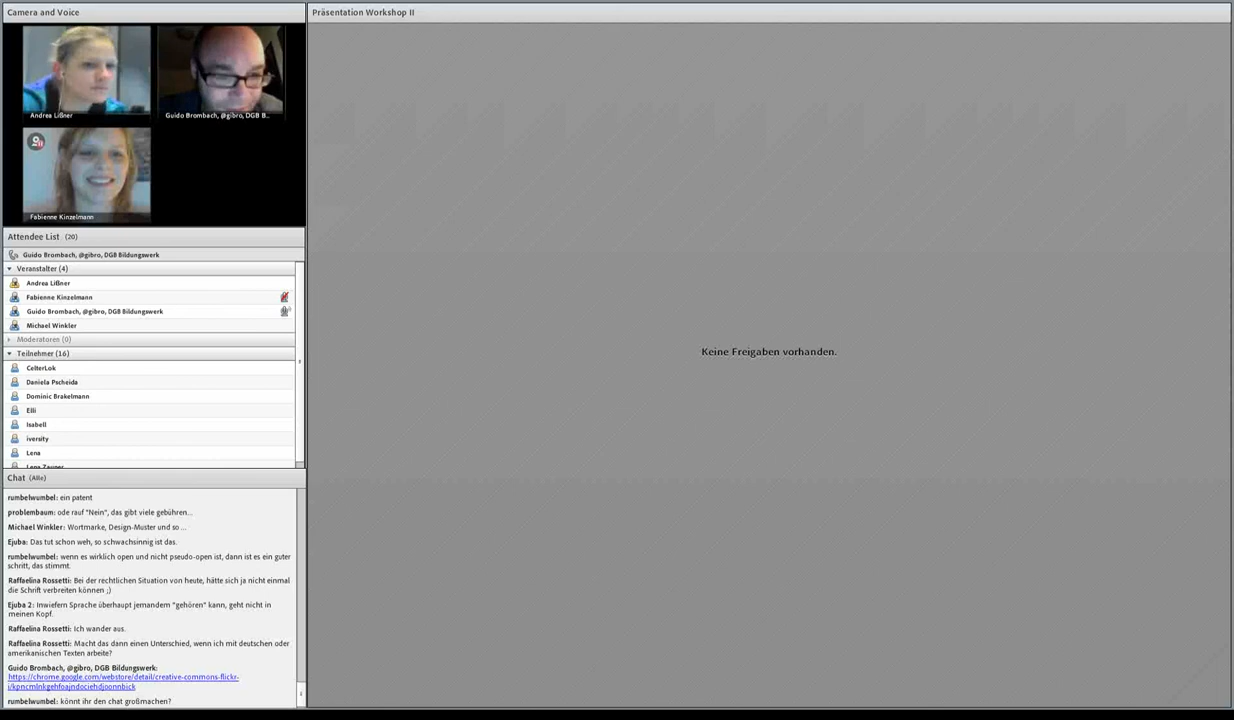 Camera and Voice
Andrea Lißner
Guido Brombach, @gibro, DGB B...
Fabienne Kinzelmann
Attendee List (20)
Guido Brombach, @gibro, DGB Bildungswerk
Veranstalter (4)
Andrea Lißner
Fabienne Kinzelmann
Guido Brombach, @gibro, DGB Bildungswerk
Michael Winkler
Moderatoren (0)
Teilnehmer (16)
CelterLok
Daniela Pscheida
Dominic Brakelmann
Elli
Isabell
iversity
Lena
Lena Zauner
Chat (Alle)
rumbelwumbel: ein patent
problembaum: ode rauf "Nein", das gibt viele gebühren...
Michael Winkler: Wortmarke, Design-Muster und so ...
Ejuba: Das tut schon weh, so schwachsinnig ist das.
rumbelwumbel: wenn es wirklich open und nicht pseudo-open ist, dann ist es ein guter
schritt, das stimmt.
Raffaelina Rossetti: Bei der rechtlichen Situation von heute, hätte sich ja nicht einmal
die Schrift verbreiten können ;)
Ejuba 2: Inwiefern Sprache überhaupt jemandem "gehören" kann, geht nicht in
meinen Kopf.
Raffaelina Rossetti: Ich wander aus.
Raffaelina Rossetti: Macht das dann einen Unterschied, wenn ich mit deutschen oder
amerikanischen Texten arbeite?
Guido Brombach, @gibro, DGB Bildungswerk:
https://chrome.google.com/webstore/detail/creative-commons-flickr-
i/kpncmlnkgehfoajndociehdjoonnbick
rumbelwumbel: könnt ihr den chat großmachen?
Präsentation Workshop II
Keine Freigaben vorhanden.